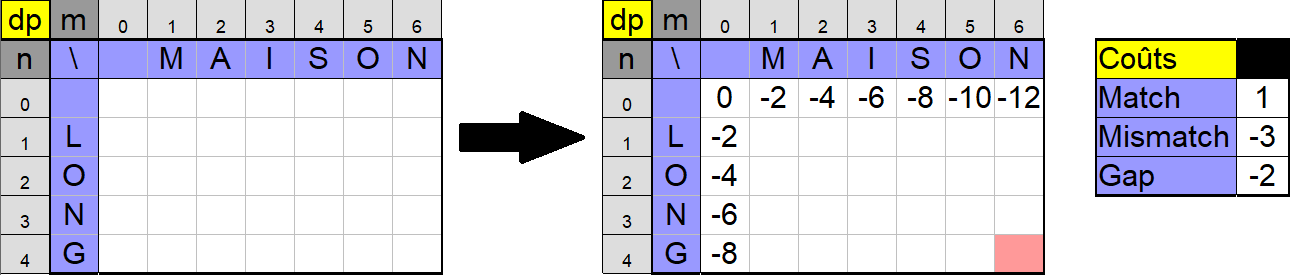 dp m 0 1 2 3 4 5 6
n \ M A I S O N
0
1 L
2 O
3 N
4 G
dp m 0 1 2 3 4 5 6
n \ M A I S O N
0 0 -2 -4 -6 -8 -10 -12
1 L -2
2 O -4
3 N -6
4 G -8
Coûts
Match 1
Mismatch -3
Gap -2